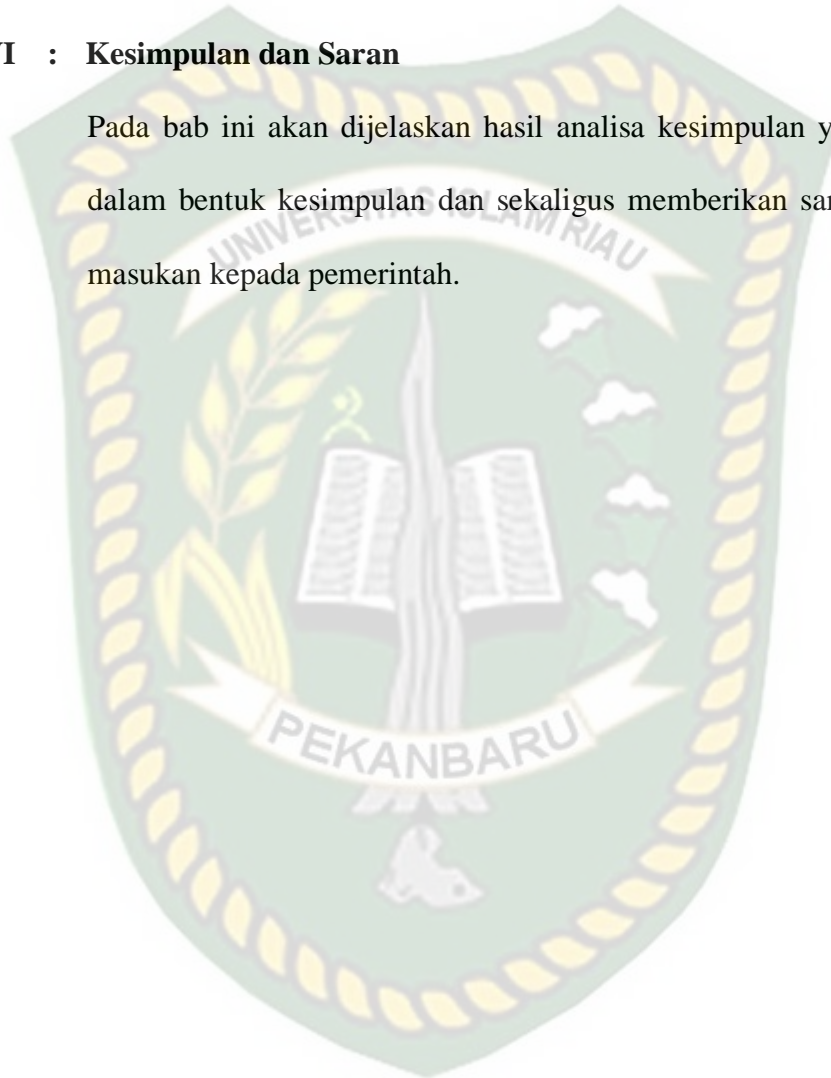 VI : Kesimpulan dan Saran
Pada bab ini akan dijelaskan hasil analisa kesimpulan
dalam bentuk kesimpulan dan sekaligus memberikan
masukan kepada pemerintah.
UNIVERSITAS ISLAM RIAU
PEKANBARU